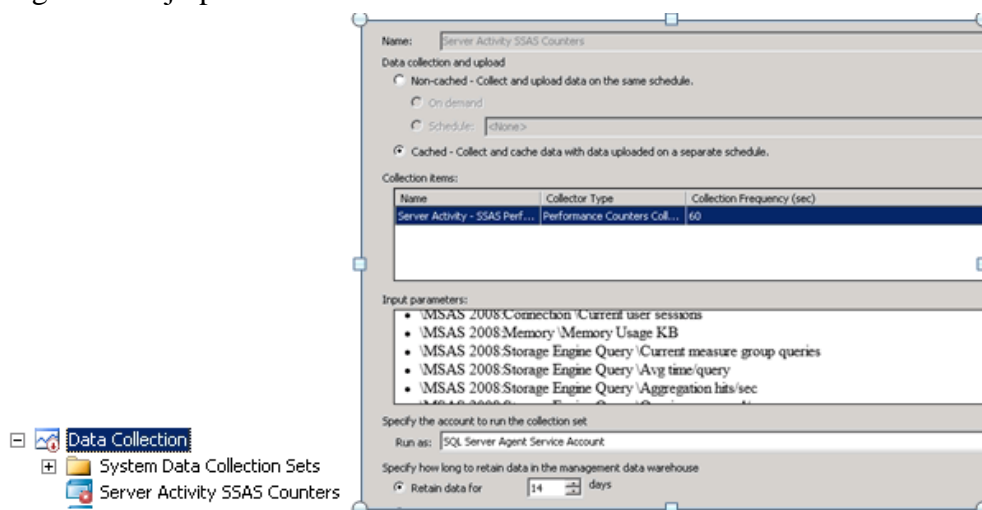 Name: Server Activity SSAS Counters
Data collection and upload
Non-cached - Collect and upload data on the same schedule.
On demand
Schedule: <None>
Cached - Collect and cache data with data uploaded on a separate schedule.
Collection items:
Name Collector Type Collection Frequency (sec)
Server Activity - SSAS Perf... Performance Counters Coll... 60
Input parameters:
• \MSAS 2008:Connection \Current user sessions
• \MSAS 2008:Memory \Memory Usage KB
• \MSAS 2008:Storage Engine Query \Current measure group queries
• \MSAS 2008:Storage Engine Query \Avg time/query
• \MSAS 2008:Storage Engine Query \Aggregation hits/sec
Specify the account to run the collection set
Run as: SQL Server Agent Service Account
Specify how long to retain data in the management data warehouse
Retain data for 14 days
Data Collection
System Data Collection Sets
Server Activity SSAS Counters